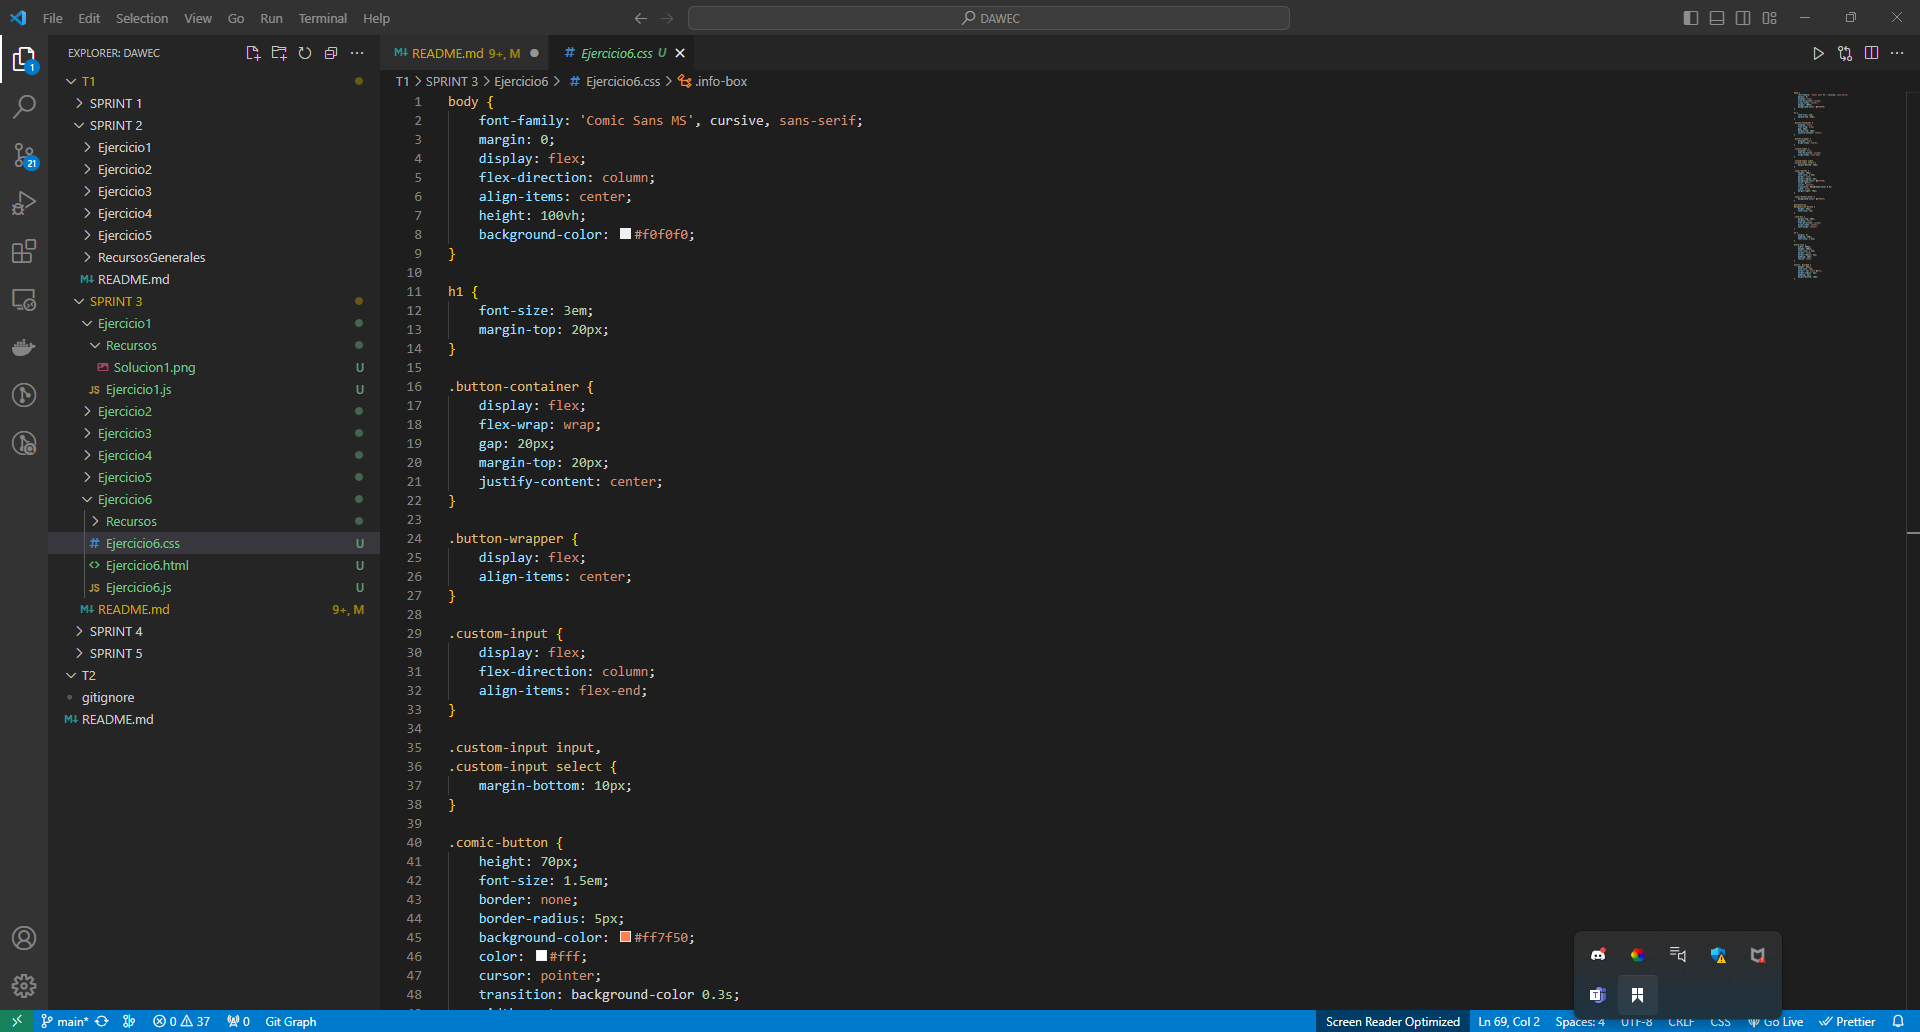 File Edit Selection View Go Run Terminal Help
DAWEC
EXPLORER: DAWEC
README.md 9+, M
# Ejercicio6.css U
T1 > SPRINT 3 > Ejercicio6 > # Ejercicio6.css > .info-box
1
21
T1
SPRINT 1
SPRINT 2
Ejercicio1
Ejercicio2
Ejercicio3
Ejercicio4
Ejercicio5
RecursosGenerales
README.md
SPRINT 3
Ejercicio1
Recursos
Solucion1.png U
JS Ejercicio1.js U
Ejercicio2
Ejercicio3
Ejercicio4
Ejercicio5
Ejercicio6
Recursos
# Ejercicio6.css U
<> Ejercicio6.html U
JS Ejercicio6.js U
README.md 9+, M
SPRINT 4
SPRINT 5
T2
gitignore
README.md
1 body {
2 font-family: 'Comic Sans MS', cursive, sans-serif;
3 margin: 0;
4 display: flex;
5 flex-direction: column;
6 align-items: center;
7 height: 100vh;
8 background-color: #f0f0f0;
9 }
10
11 h1 {
12 font-size: 3em;
13 margin-top: 20px;
14 }
15
16 .button-container {
17 display: flex;
18 flex-wrap: wrap;
19 gap: 20px;
20 margin-top: 20px;
21 justify-content: center;
22 }
23
24 .button-wrapper {
25 display: flex;
26 align-items: center;
27 }
28
29 .custom-input {
30 display: flex;
31 flex-direction: column;
32 align-items: flex-end;
33 }
34
35 .custom-input input,
36 .custom-input select {
37 margin-bottom: 10px;
38 }
39
40 .comic-button {
41 height: 70px;
42 font-size: 1.5em;
43 border: none;
44 border-radius: 5px;
45 background-color: #ff7f50;
46 color: #fff;
47 cursor: pointer;
48 transition: background-color 0.3s;
main* 0 37 0 Git Graph
Screen Reader Optimized Ln 69, Col 2 Spaces: 4 UTF-8 CRLF CSS Go Live Prettier